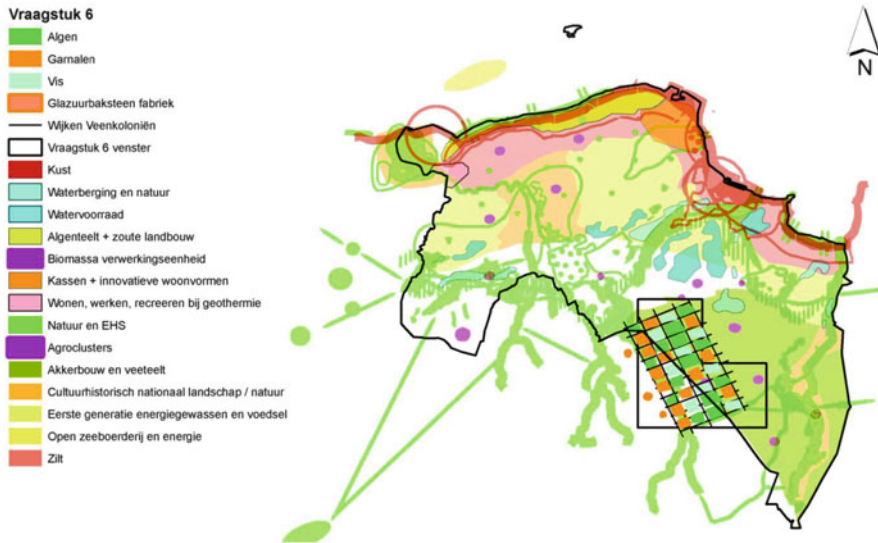 Vraagstuk 6
Algen
Garnalen
Vis
Glazuurbaksteen fabriek
Wijken Veenkoloniën
Vraagstuk 6 venster
Kust
Waterberging en natuur
Watervoorraad
Algenteelt + zoute landbouw
Biomassa verwerkingseenheid
Kassen + innovatieve woonvormen
Wonen, werken, recreëren bij geothermie
Natuur en EHS
Agroclusters
Akkerbouw en veeteelt
Cultuurhistorisch nationaal landschap / natuur
Eerste generatie energiegewassen en voedsel
Open zeeboerderij en energie
Zilt
N